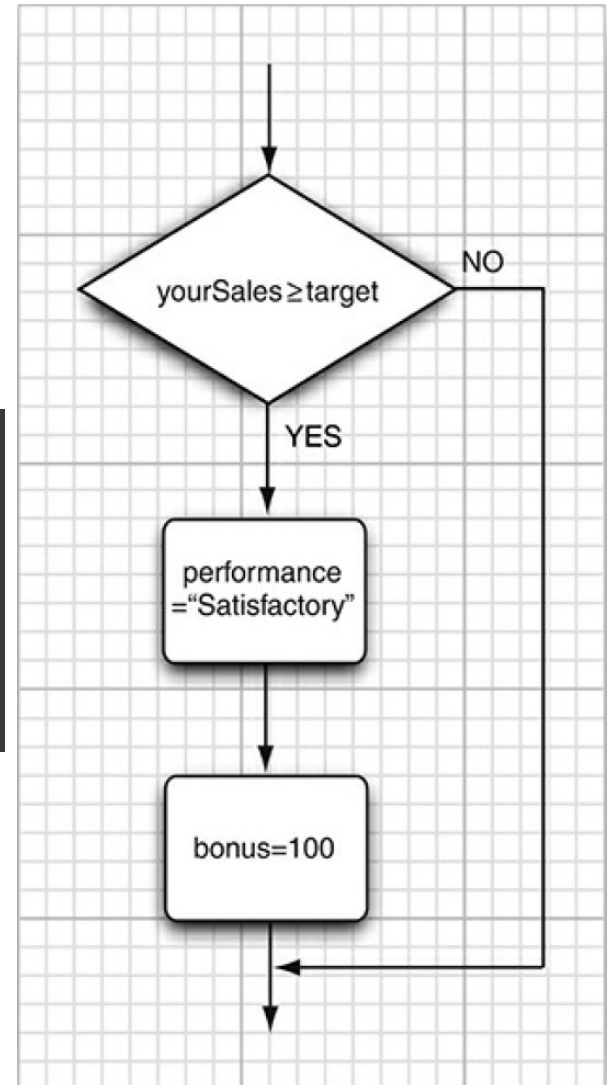 yourSales≥target
NO
YES
performance
=“Satisfactory”
bonus=100